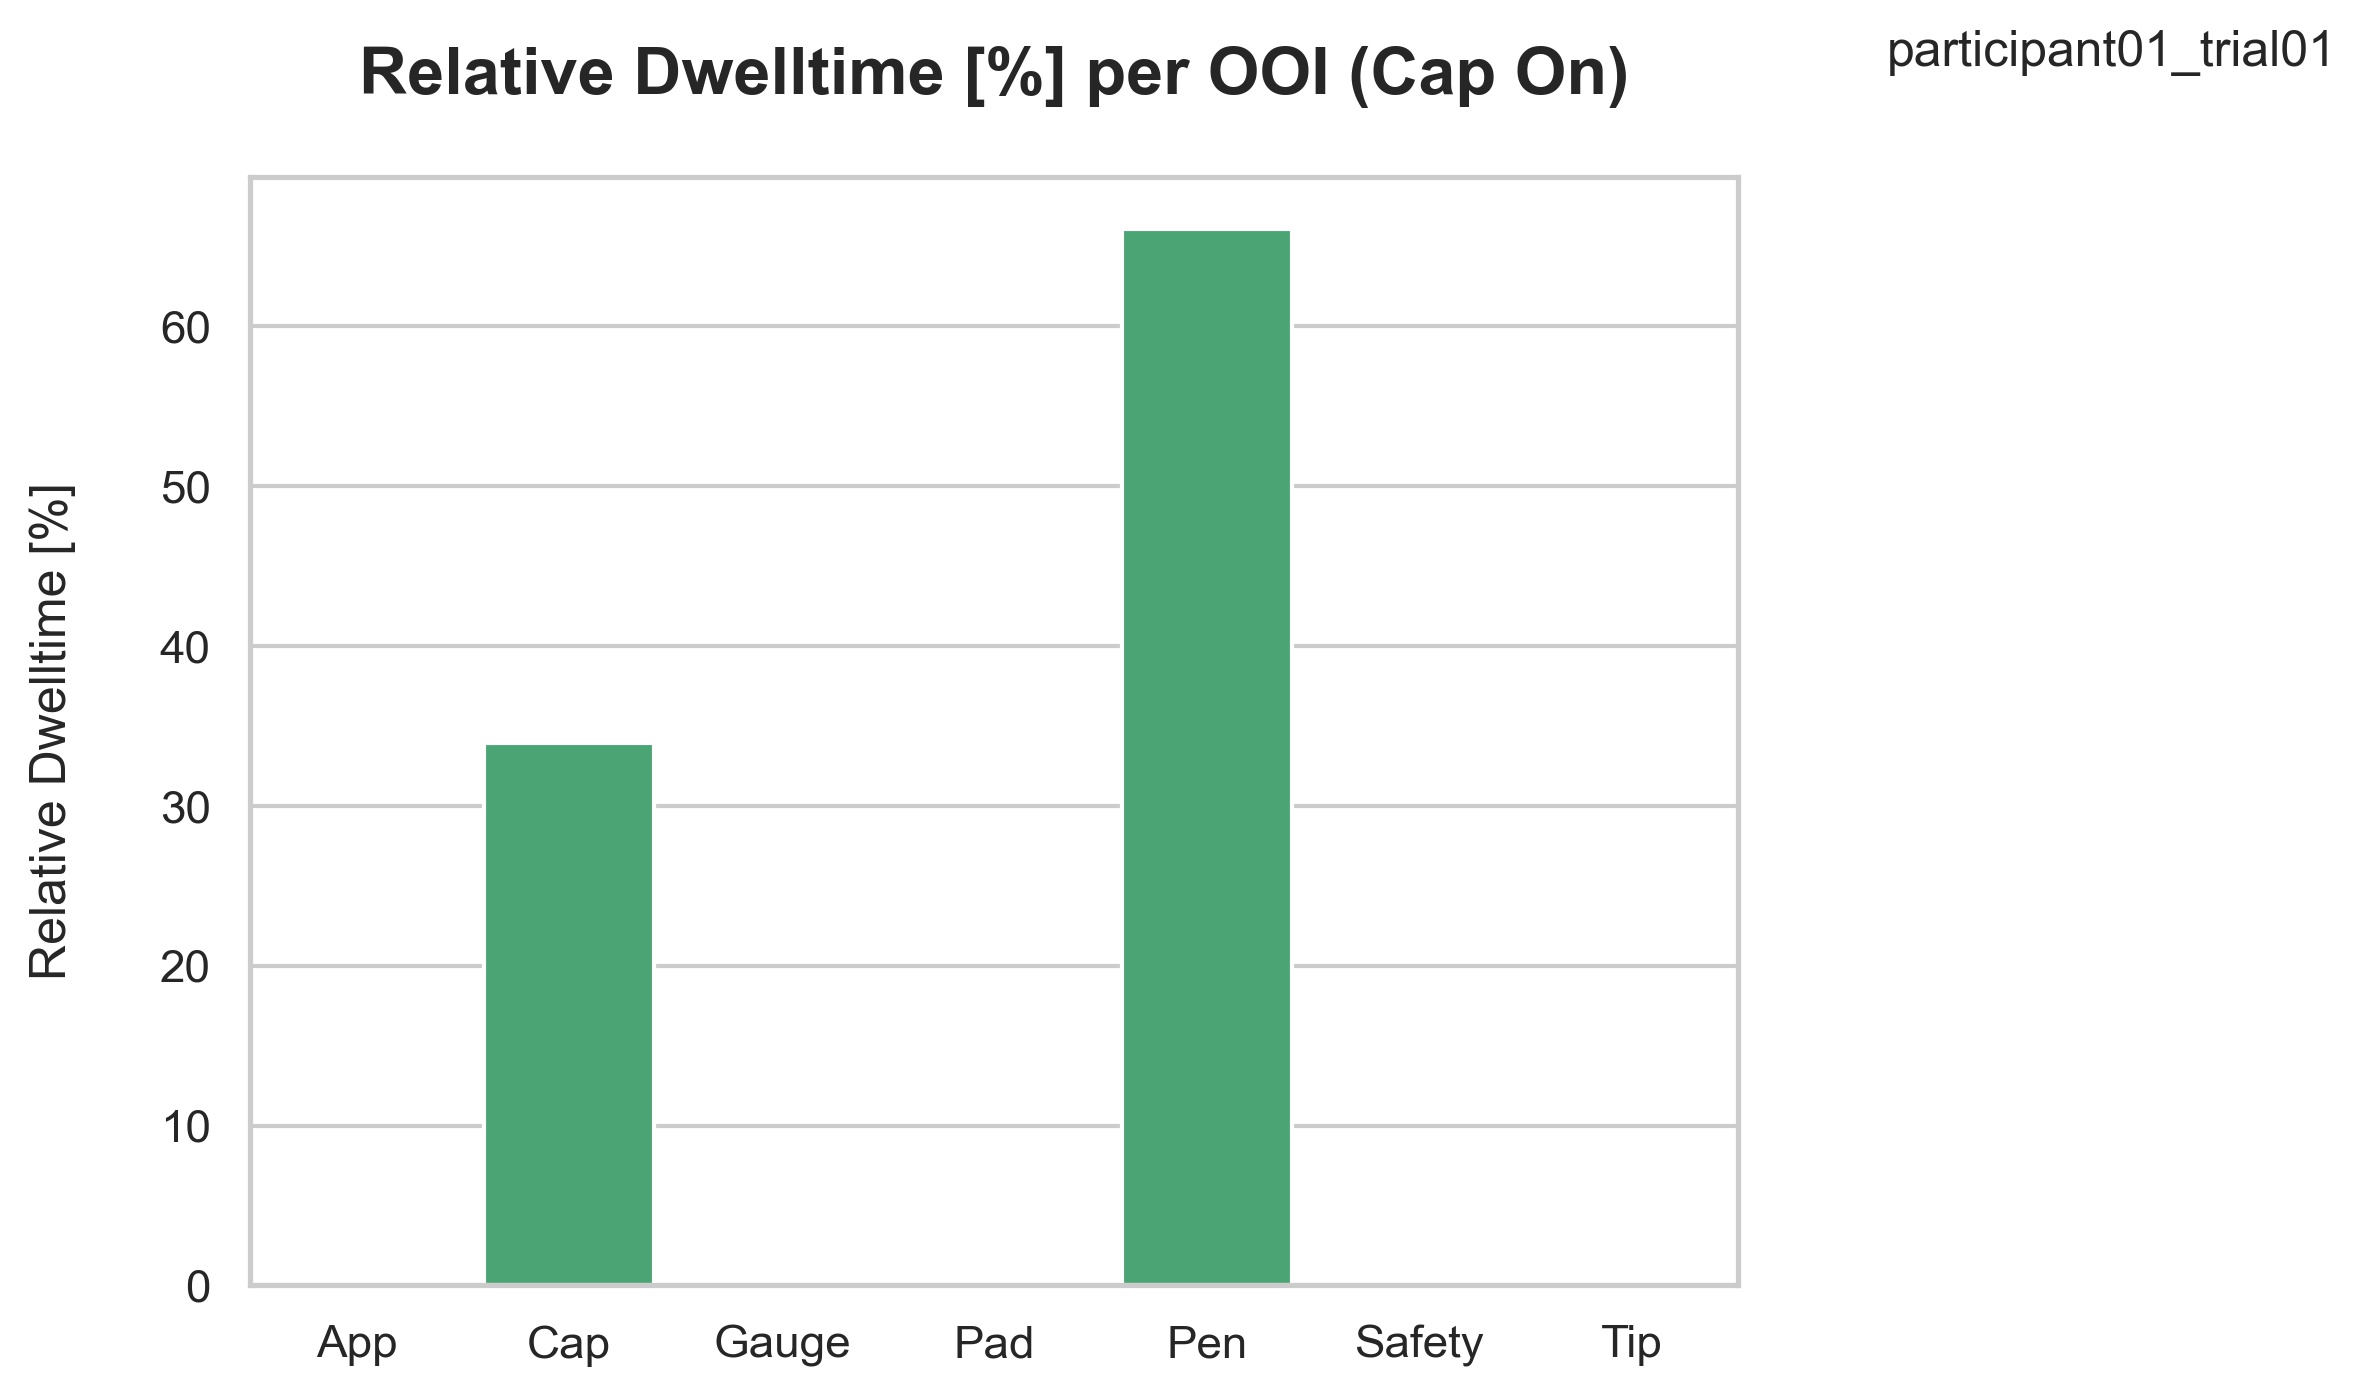 Relative Dwelltime [%] per OOI (Cap On)
participant01_trial01
Relative Dwelltime [%]
60
50
40
30
20
10
0
App Cap Gauge Pad Pen Safety Tip